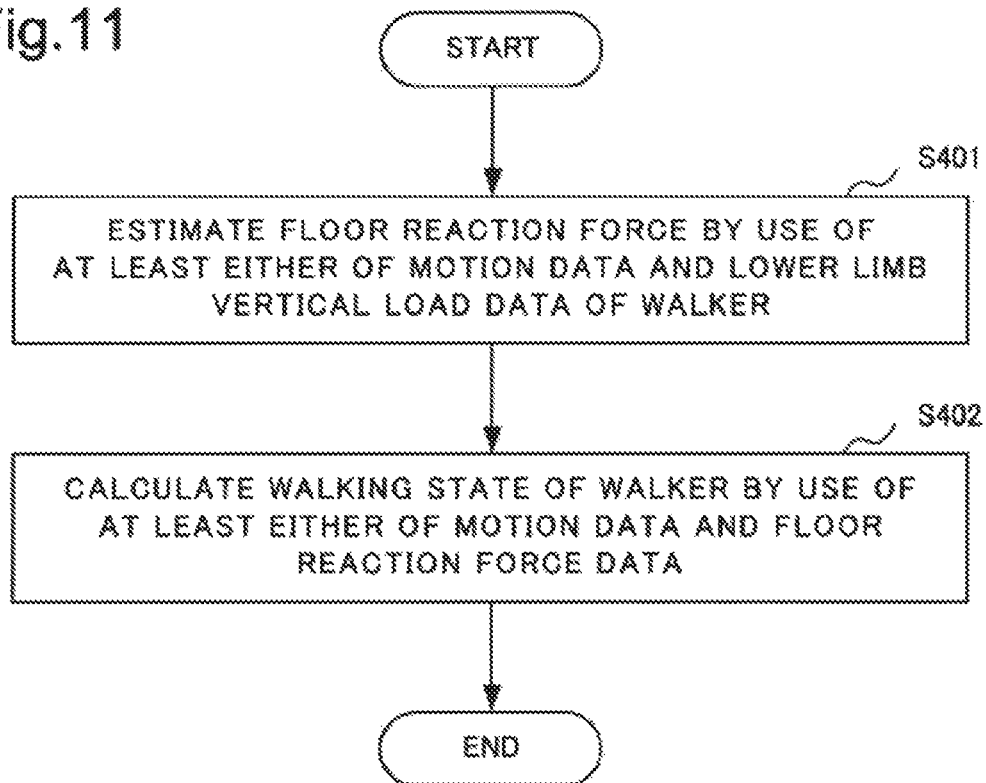 Fig.11
START
S401
ESTIMATE FLOOR REACTION FORCE BY USE OF
AT LEAST EITHER OF MOTION DATA AND LOWER LIMB
VERTICAL LOAD DATA OF WALKER
S402
CALCULATE WALKING STATE OF WALKER BY USE OF
AT LEAST EITHER OF MOTION DATA AND FLOOR
REACTION FORCE DATA
END